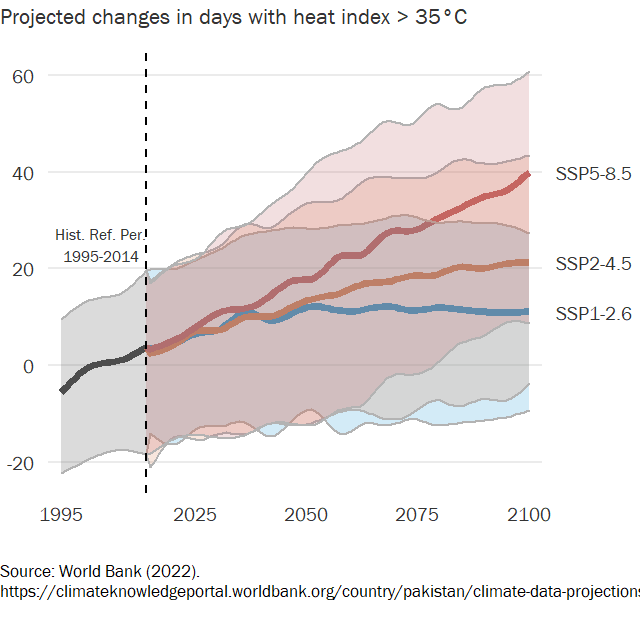 Projected changes in days with heat index > 35°C
60
40
20
0
-20
Hist. Ref. Per.
1995-2014
SSP5-8.5
SSP2-4.5
SSP1-2.6
1995
2025
2050
2075
2100
Source: World Bank (2022).
https://climateknowledgeportal.worldbank.org/country/pakistan/climate-data-projections